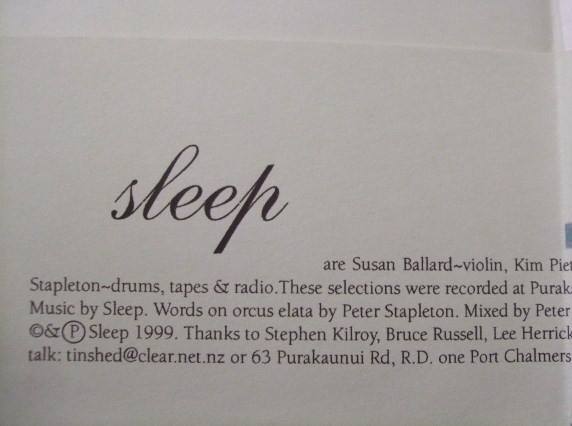 sleep
are Susan Ballard~violin, Kim
Stapleton~drums, tapes & radio.These selections were recorded at
Music by Sleep. Words on orcus elata by Peter Stapleton. Mixed by Peter
©&℗ Sleep 1999. Thanks to Stephen Kilroy, Bruce Russell, Lee Herrick
talk: tinshed@clear.net.nz or 63 Purakaunui Rd, R.D. one Port Chalmers